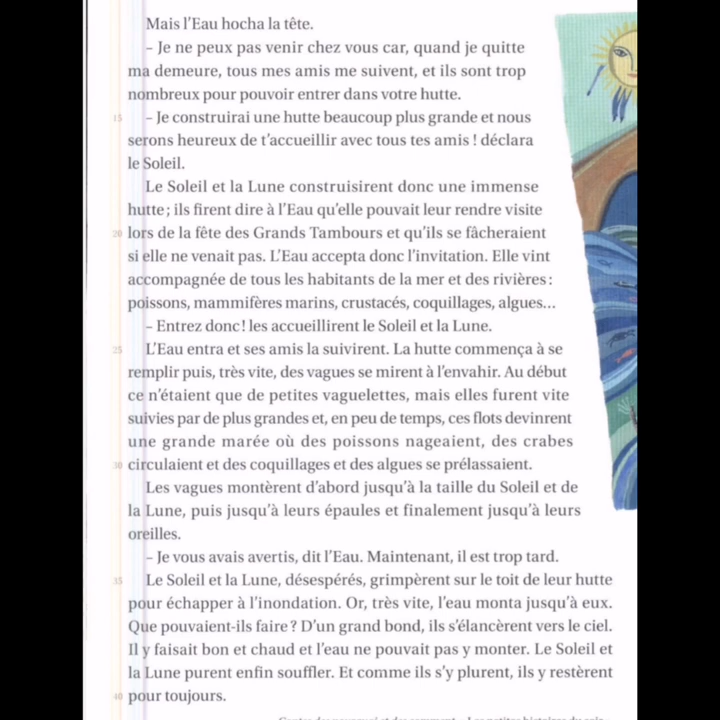 Mais l'Eau hocha la tête.
– Je ne peux pas venir chez vous car, quand je quitte
ma demeure, tous mes amis me suivent, et ils sont trop
nombreux pour pouvoir entrer dans votre hutte.
15 – Je construirai une hutte beaucoup plus grande et nous
serons heureux de t'accueillir avec tous tes amis ! déclara
le Soleil.
Le Soleil et la Lune construisirent donc une immense
hutte ; ils firent dire à l'Eau qu'elle pouvait leur rendre visite
20 lors de la fête des Grands Tambours et qu'ils se fâcheraient
si elle ne venait pas. L'Eau accepta donc l'invitation. Elle vint
accompagnée de tous les habitants de la mer et des rivières :
poissons, mammifères marins, crustacés, coquillages, algues...
– Entrez donc ! les accueillirent le Soleil et la Lune.
25 L'Eau entra et ses amis la suivirent. La hutte commença à se
remplir puis, très vite, des vagues se mirent à l'envahir. Au début
ce n'étaient que de petites vaguelettes, mais elles furent vite
suivies par de plus grandes et, en peu de temps, ces flots devinrent
une grande marée où des poissons nageaient, des crabes
30 circulaient et des coquillages et des algues se prélassaient.
Les vagues montèrent d'abord jusqu'à la taille du Soleil et de
la Lune, puis jusqu'à leurs épaules et finalement jusqu'à leurs
oreilles.
– Je vous avais avertis, dit l'Eau. Maintenant, il est trop tard.
35 Le Soleil et la Lune, désespérés, grimpèrent sur le toit de leur hutte
pour échapper à l'inondation. Or, très vite, l'eau monta jusqu'à eux.
Que pouvaient-ils faire ? D'un grand bond, ils s'élancèrent vers le ciel.
Il y faisait bon et chaud et l'eau ne pouvait pas y monter. Le Soleil et
la Lune purent enfin souffler. Et comme ils s'y plurent, ils y restèrent
40 pour toujours.